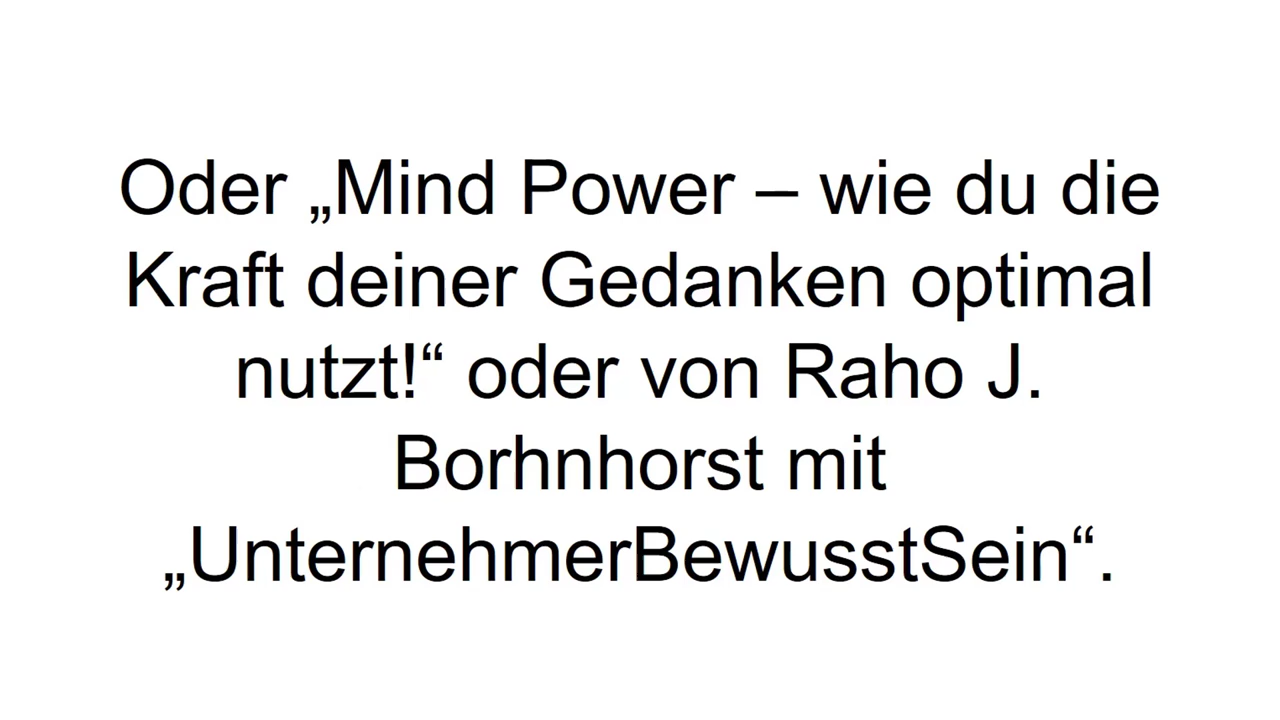 Oder „Mind Power – wie du die
Kraft deiner Gedanken optimal
nutzt!“ oder von Raho J.
Borhnhorst mit
„UnternehmerBewusstSein“.